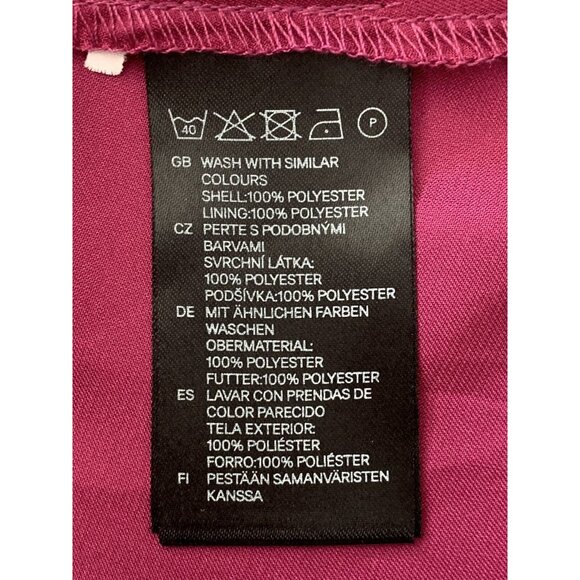 40 P
GB WASH WITH SIMILAR
COLOURS
SHELL:100% POLYESTER
LINING:100% POLYESTER
CZ PERTE S PODOBNÝMI
BARVAMI
SVRCHNÍ LÁTKA:
100% POLYESTER
PODŠÍVKA:100% POLYESTER
DE MIT ÄHNLICHEN FARBEN
WASCHEN
OBERMATERIAL:
100% POLYESTER
FUTTER:100% POLYESTER
ES LAVAR CON PRENDAS DE
COLOR PARECIDO
TELA EXTERIOR:
100% POLIÉSTER
FORRO:100% POLIÉSTER
FI PESTÄÄN SAMANVÄRISTEN
KANSSA